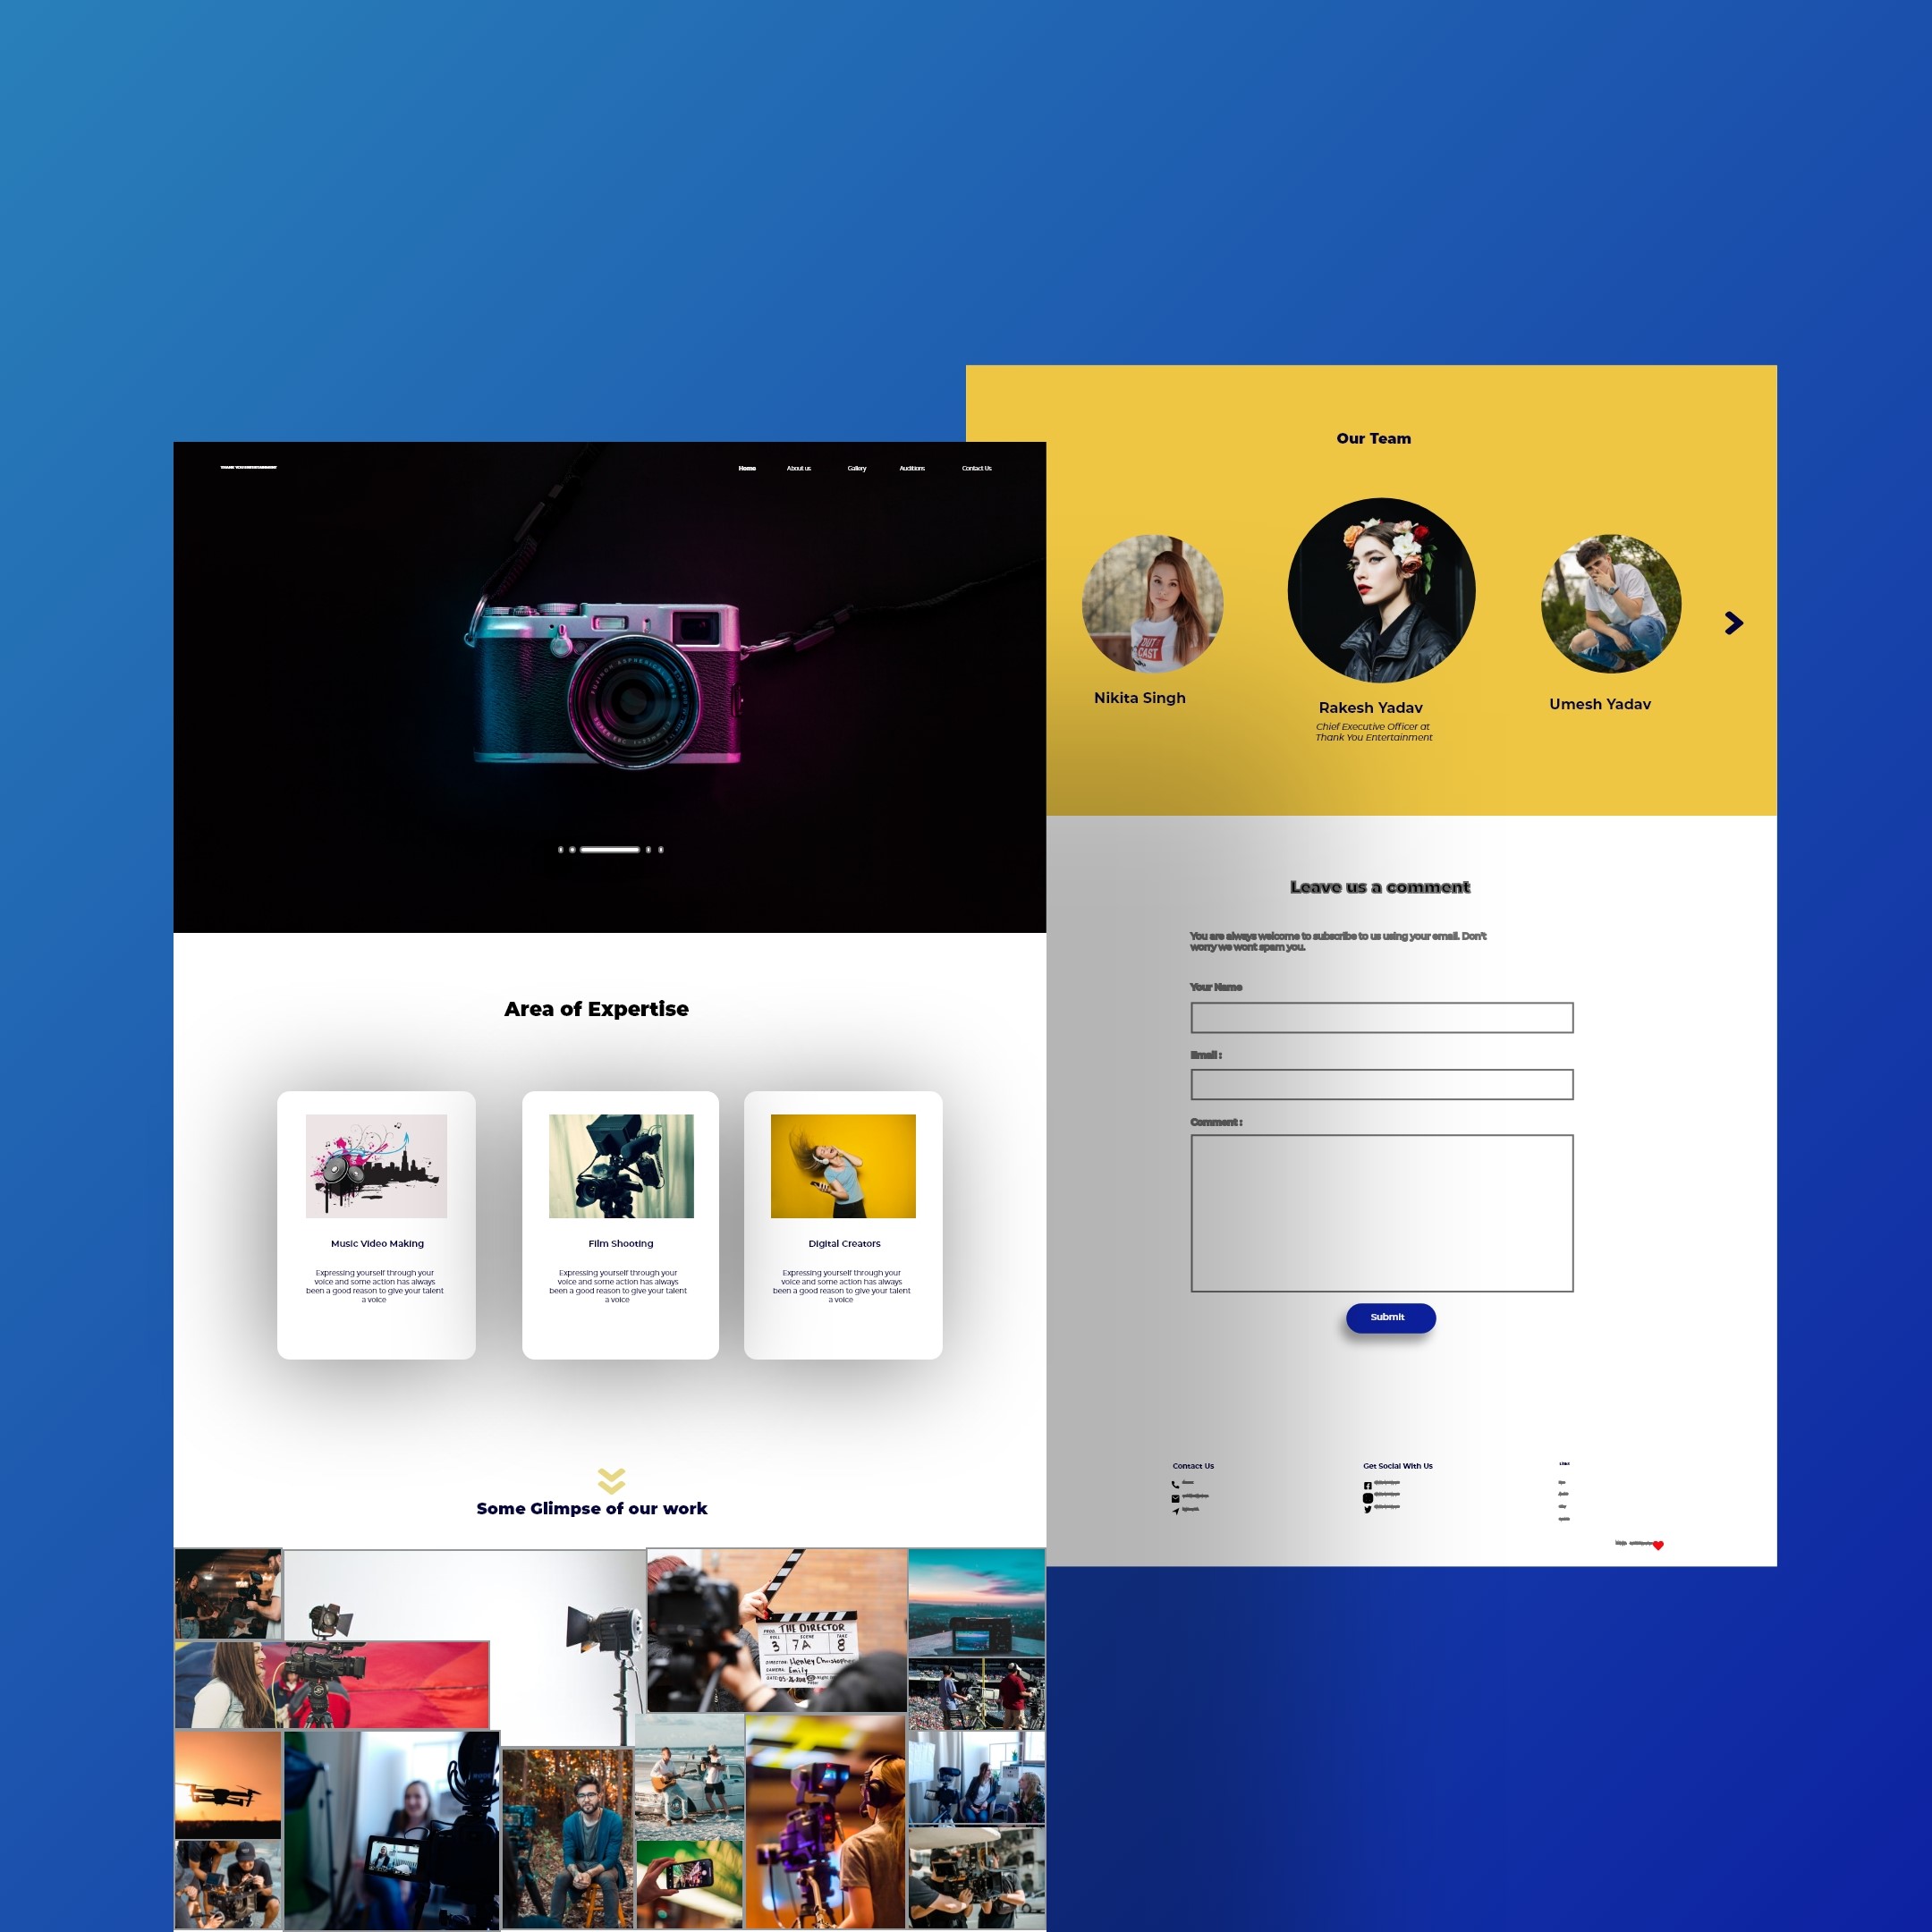 THANK YOU ENTERTAINMENT
Home About us Gallery Auditions Contact Us
Area of Expertise
Music Video Making
Expressing yourself through your
voice and some action has always
been a good reason to give your talent
a voice
Film Shooting
Expressing yourself through your
voice and some action has always
been a good reason to give your talent
a voice
Digital Creators
Expressing yourself through your
voice and some action has always
been a good reason to give your talent
a voice
Some Glimpse of our work
PROD. THE DIRECTOR
ROLL SCENE TAKE
3 7A 8
DIRECTOR: Henley Christopher
CAMERA: Emily
DATE:
Our Team
OUT
CAST
Nikita Singh
Rakesh Yadav
Chief Executive Officer at
Thank You Entertainment
Umesh Yadav
Leave us a comment
You are always welcome to subscribe to us using your email. Don't
worry we wont spam you.
Your Name
Email :
Comment :
Submit
Contact Us
Get Social With Us